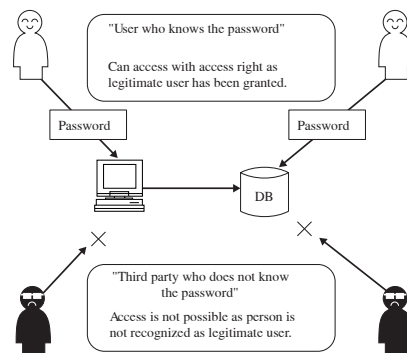 "User who knows the password"
Can access with access right as
legitimate user has been granted.
Password
Password
DB
"Third party who does not know
the password"
Access is not possible as person is
not recognized as legitimate user.